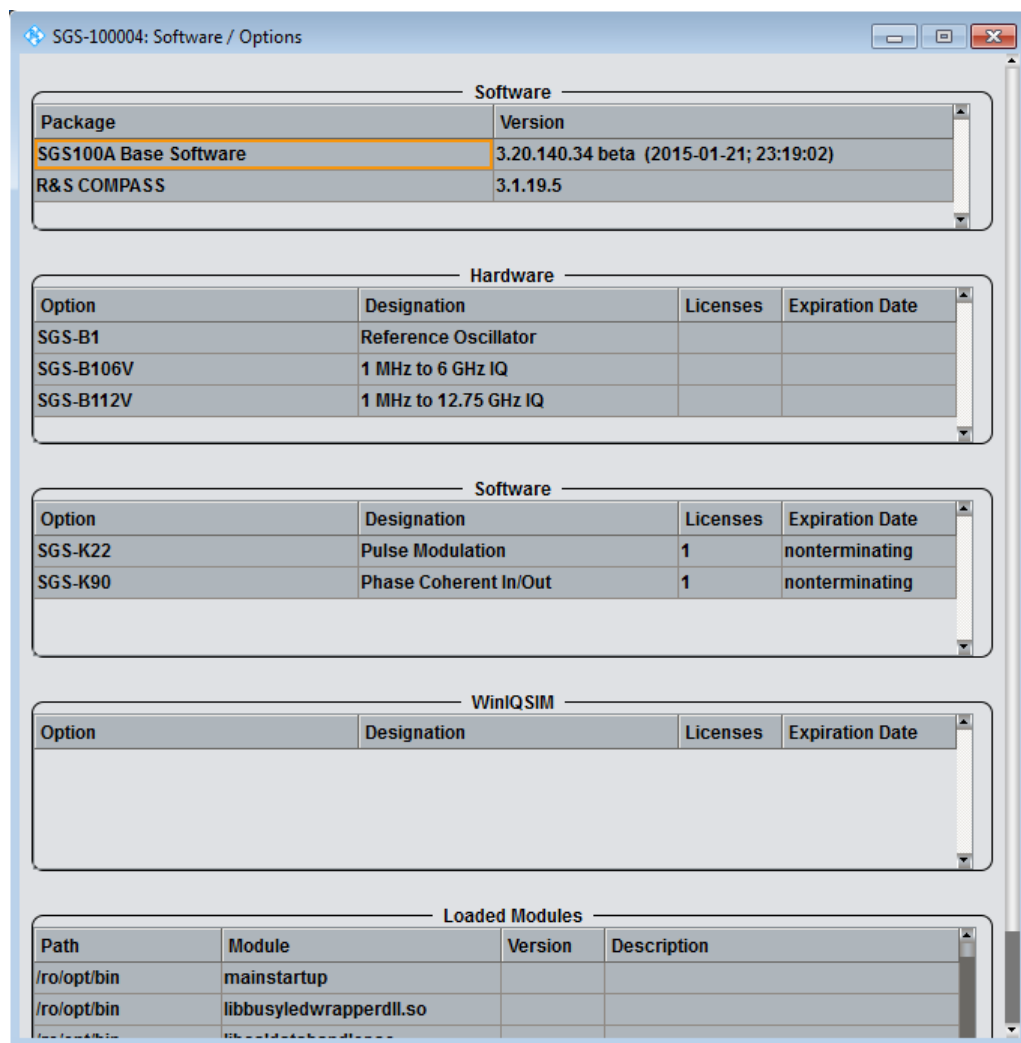 SGS-100004: Software / Options
Software
Package Version
SGS100A Base Software 3.20.140.34 beta (2015-01-21; 23:19:02)
R&S COMPASS 3.1.19.5
Hardware
Option Designation Licenses Expiration Date
SGS-B1 Reference Oscillator
SGS-B106V 1 MHz to 6 GHz IQ
SGS-B112V 1 MHz to 12.75 GHz IQ
Software
Option Designation Licenses Expiration Date
SGS-K22 Pulse Modulation 1 nonterminating
SGS-K90 Phase Coherent In/Out 1 nonterminating
WinIQSIM
Option Designation Licenses Expiration Date
Loaded Modules
Path Module Version Description
/ro/opt/bin mainstartup
/ro/opt/bin libbusyledwrapperdll.so